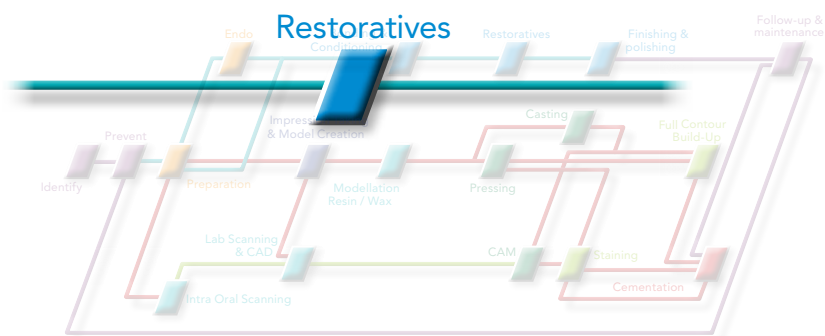 Restoratives
Follow-up &
maintenance
Endo
Conditioning
Restoratives
Finishing &
polishing
Casting
Impress
& Model Creation
Full Contour
Build-Up
Prevent
Identify
Preparation
Modellation
Resin / Wax
Pressing
Lab Scanning
& CAD
CAM
Staining
Intra Oral Scanning
Cementation